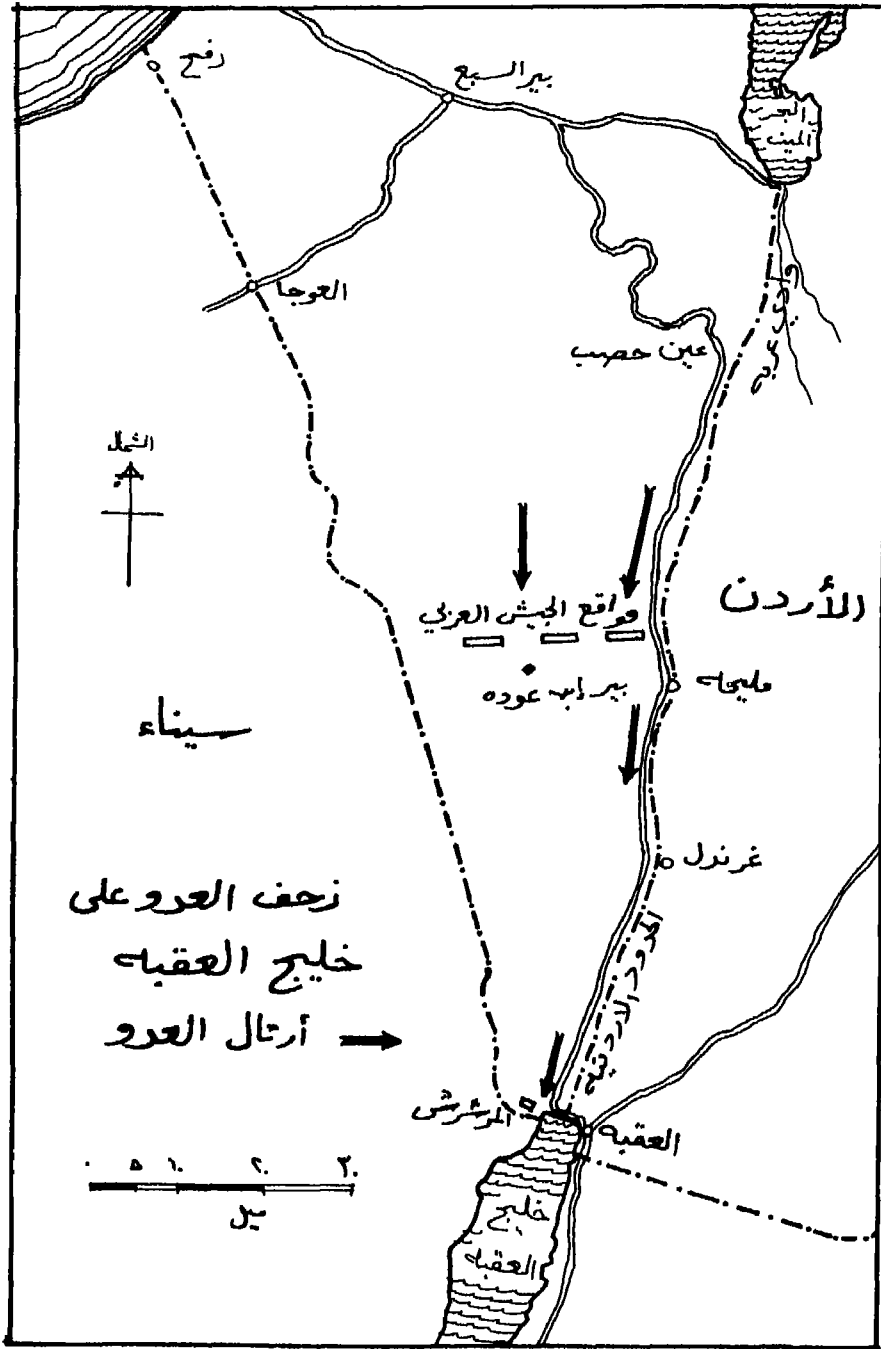 رفح
بير السبع
البحر
الميت
العوجا
وادي عربه
عين حصب
الشمال
مواقع الجيش العربي
الأردن
بير ابن عوده
مليحه
سيناء
غرندل
الحدود الاردنية
زحف العدو على
خليج العقبه
أرتال العدو
المرشرش
العقبه
٠ ٥ ١٠ ٢٠ ٣٠
ميل
خليج
العقبه